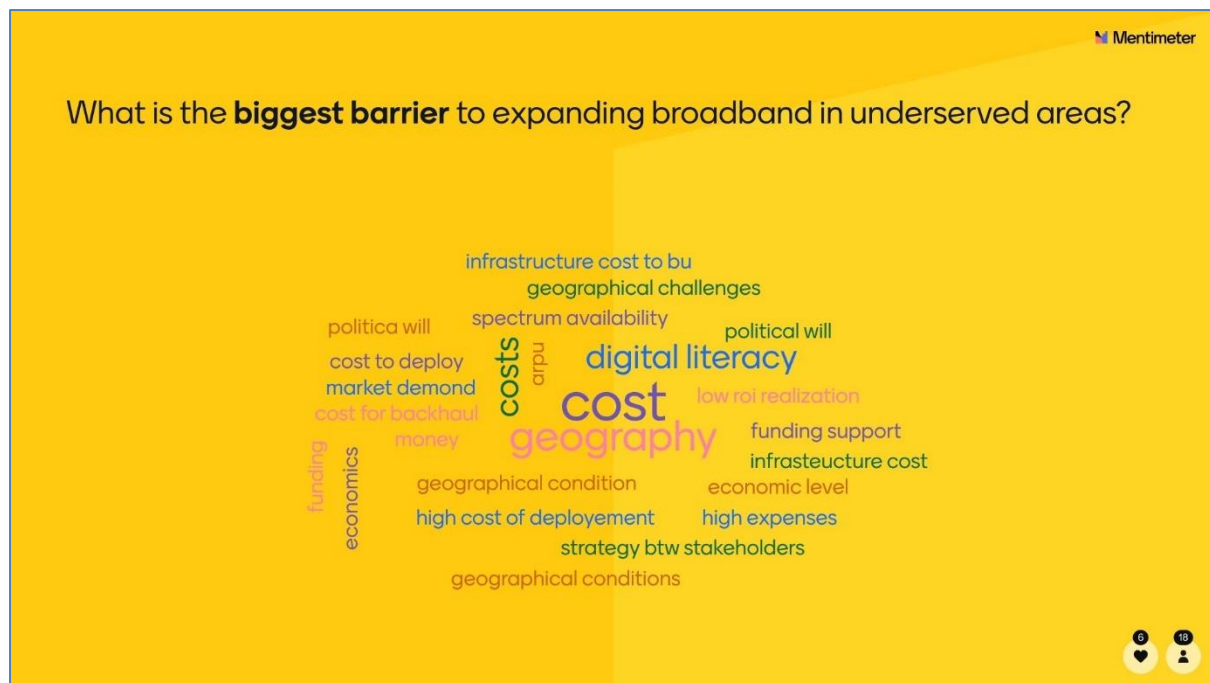 Mentimeter
What is the biggest barrier to expanding broadband in underserved areas?
infrastructure cost to bu
geographical challenges
spectrum availability
politica will
political will
costs
arpu
digital literacy
cost to deploy
market demond
cost
low roi realization
cost for backhaul
geography
money
funding support
funding
economics
infrasteucture cost
geographical condition
economic level
high cost of deployement
high expenses
strategy btw stakeholders
geographical conditions
6
18